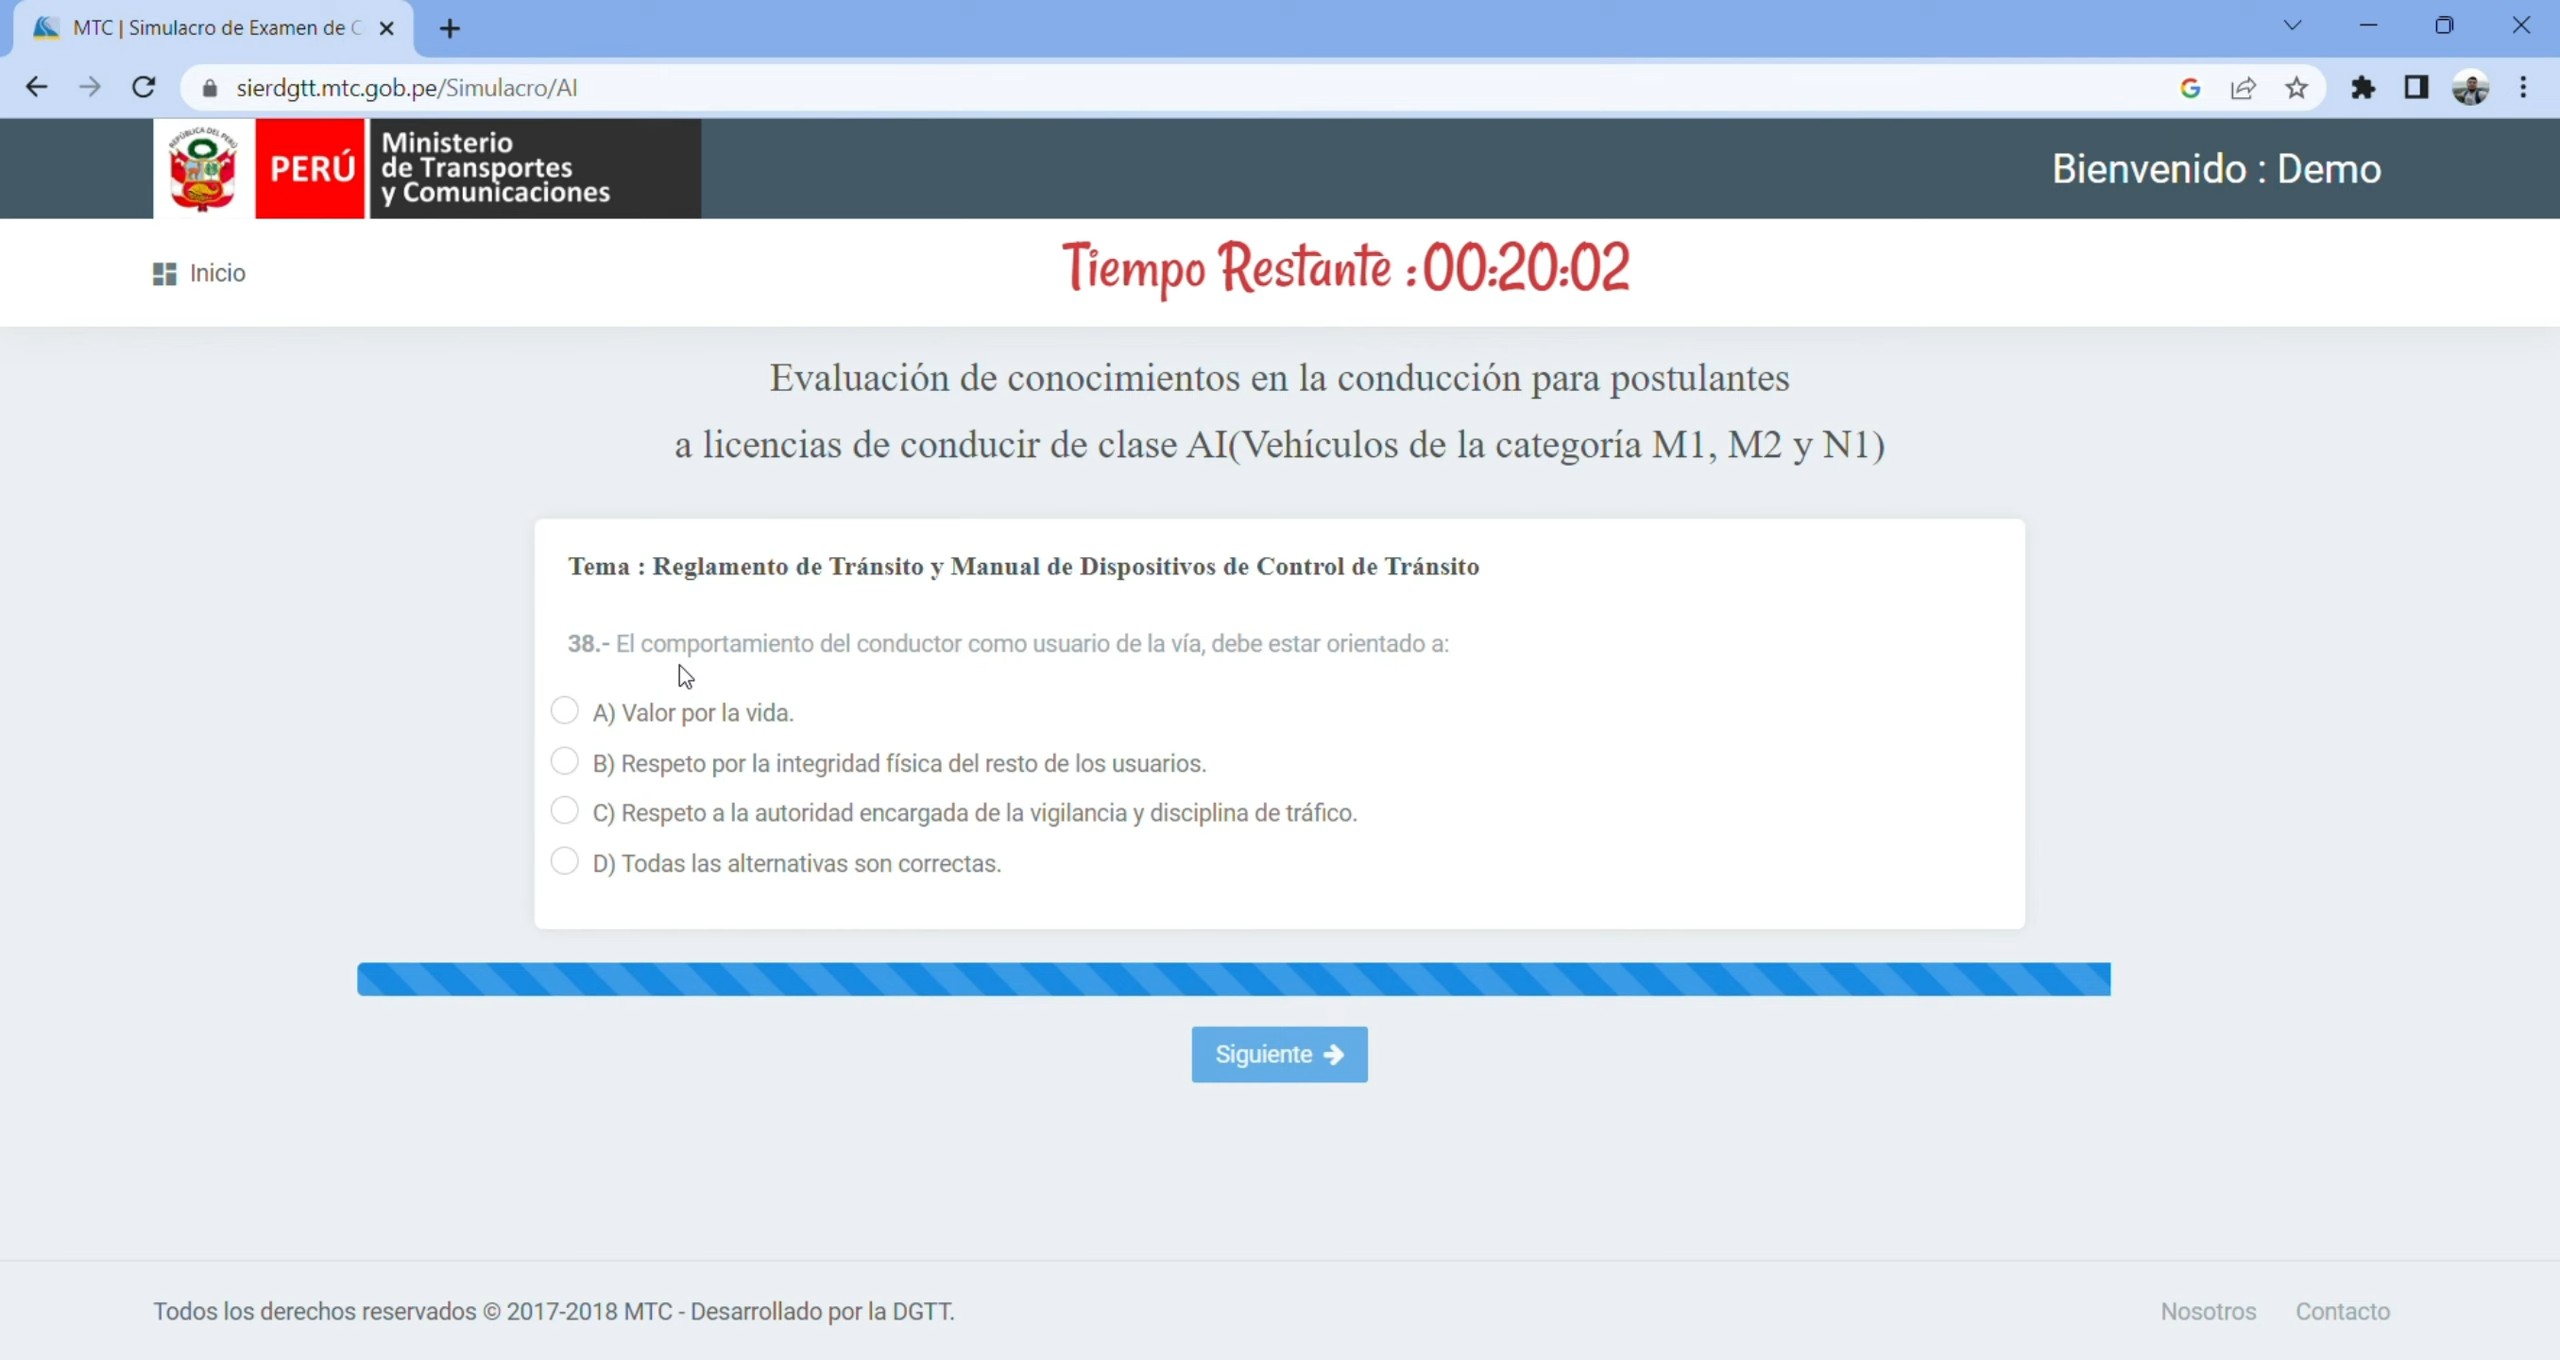 MTC | Simulacro de Examen de C
sierdgtt.mtc.gob.pe/Simulacro/AI
REPÚBLICA DEL PERÚ
PERÚ
Ministerio
de Transportes
y Comunicaciones
Bienvenido : Demo
Inicio
Tiempo Restante :00:20:02
Evaluación de conocimientos en la conducción para postulantes
a licencias de conducir de clase AI(Vehículos de la categoría M1, M2 y N1)
Tema : Reglamento de Tránsito y Manual de Dispositivos de Control de Tránsito
38.- El comportamiento del conductor como usuario de la vía, debe estar orientado a:
A) Valor por la vida.
B) Respeto por la integridad física del resto de los usuarios.
C) Respeto a la autoridad encargada de la vigilancia y disciplina de tráfico.
D) Todas las alternativas son correctas.
Siguiente
Todos los derechos reservados © 2017-2018 MTC - Desarrollado por la DGTT.
Nosotros Contacto